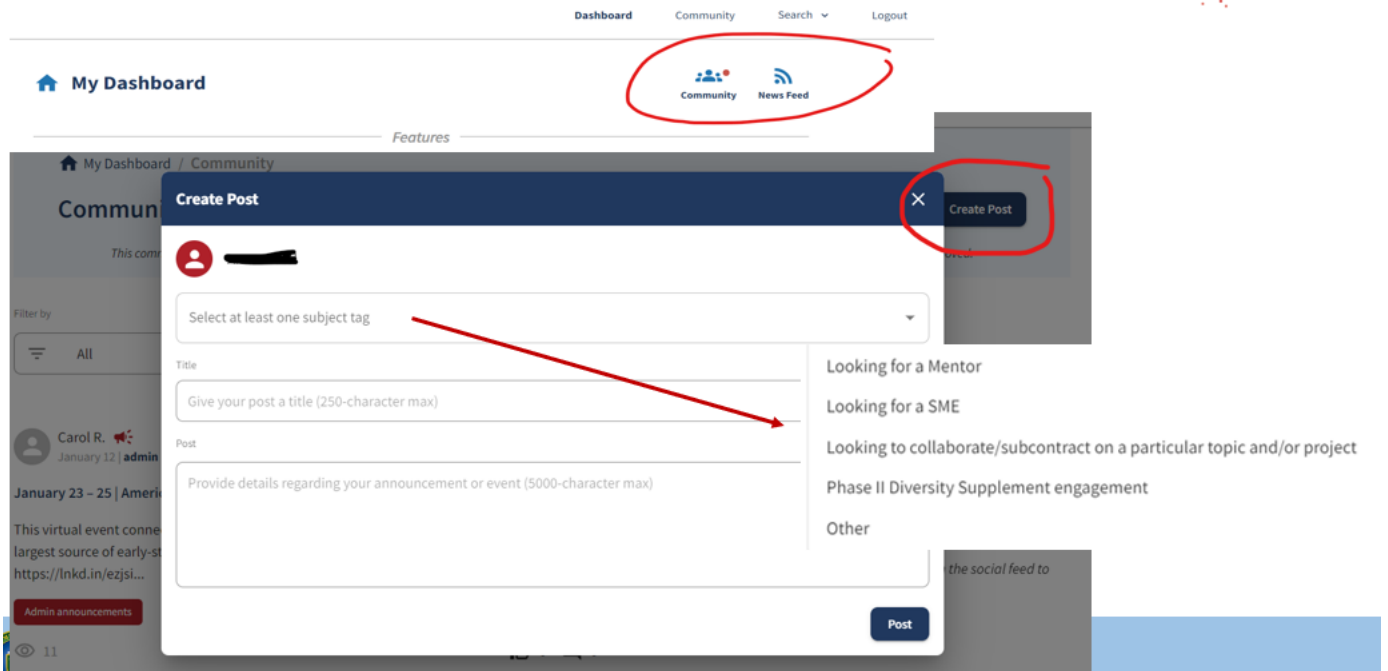 Dashboard Community Search Logout
My Dashboard
Community News Feed
Features
My Dashboard / Community
Create Post
Create Post
This
Select at least one subject tag
Filter by
All
Looking for a Mentor
Title
Give your post a title (250-character max)
Looking for a SME
Carol R.
Looking to collaborate/subcontract on a particular topic and/or project
Post
January 12 | admin
Provide details regarding your announcement or event (5000-character max)
Phase II Diversity Supplement engagement
January 23 – 25 |
Other
This virtual event
largest source of
the social feed to
https://lnkd.in/ezjsi...
Admin announcements
Post
11